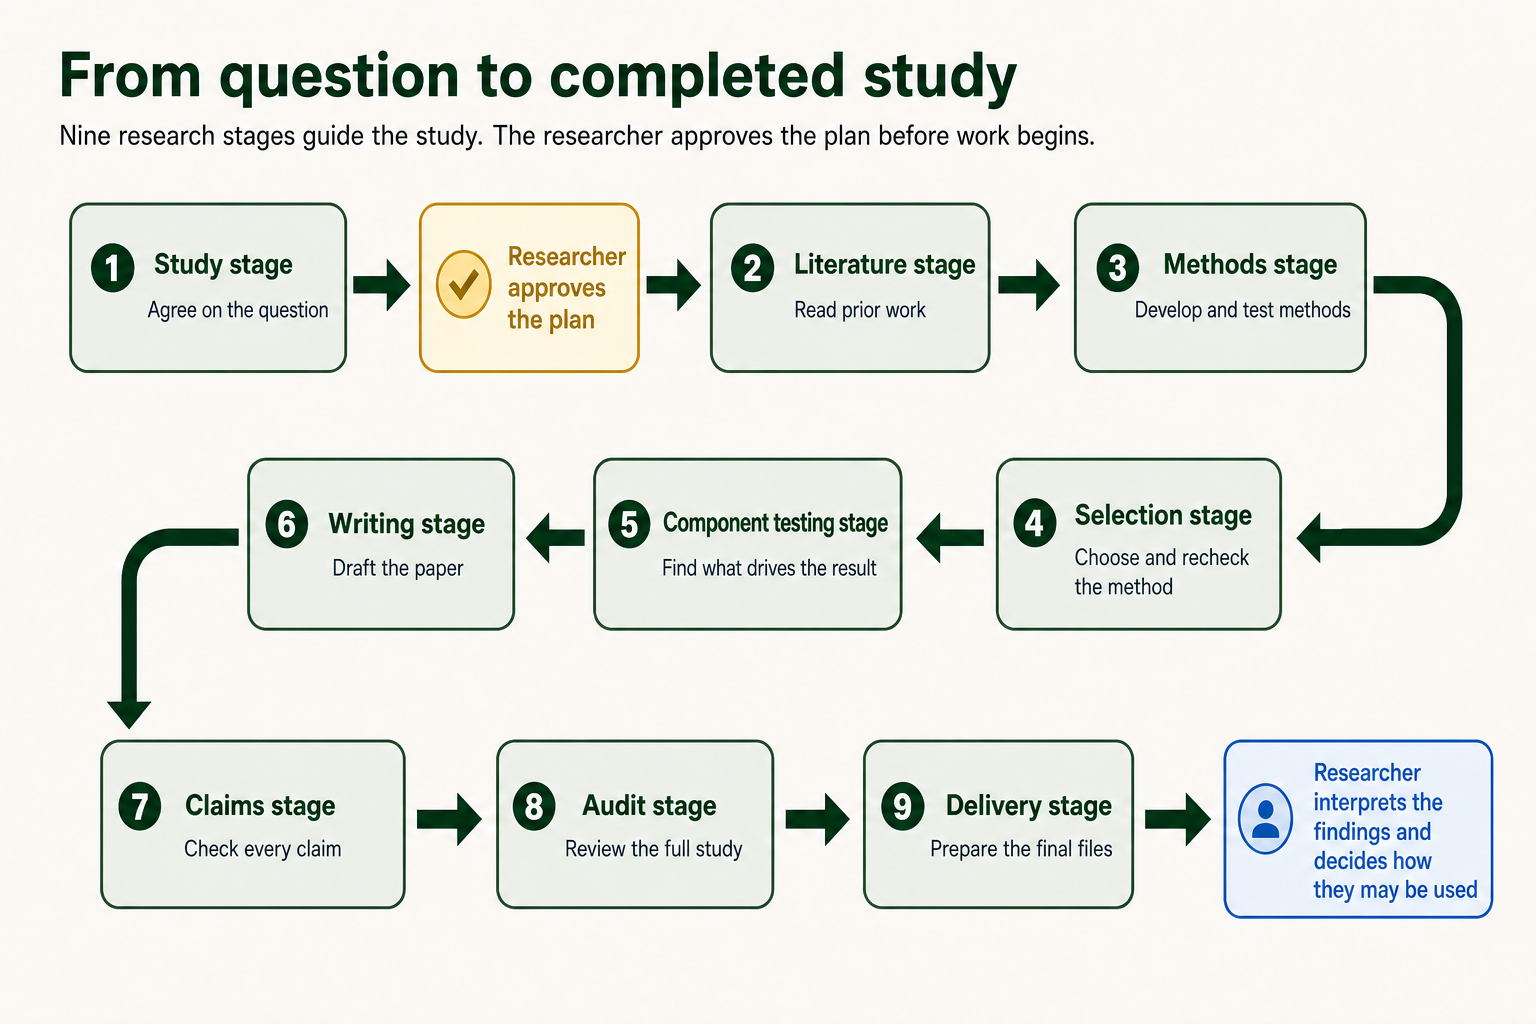 From question to completed study
Nine research stages guide the study. The researcher approves the plan before work begins.
1
Study stage
Agree on the question
Researcher
approves
the plan
2
Literature stage
Read prior work
3
Methods stage
Develop and test methods
4
Selection stage
Choose and recheck
the method
5
Component testing stage
Find what drives the result
6
Writing stage
Draft the paper
7
Claims stage
Check every claim
8
Audit stage
Review the full study
9
Delivery stage
Prepare the final files
Researcher
interprets the
findings and
decides how
they may be used